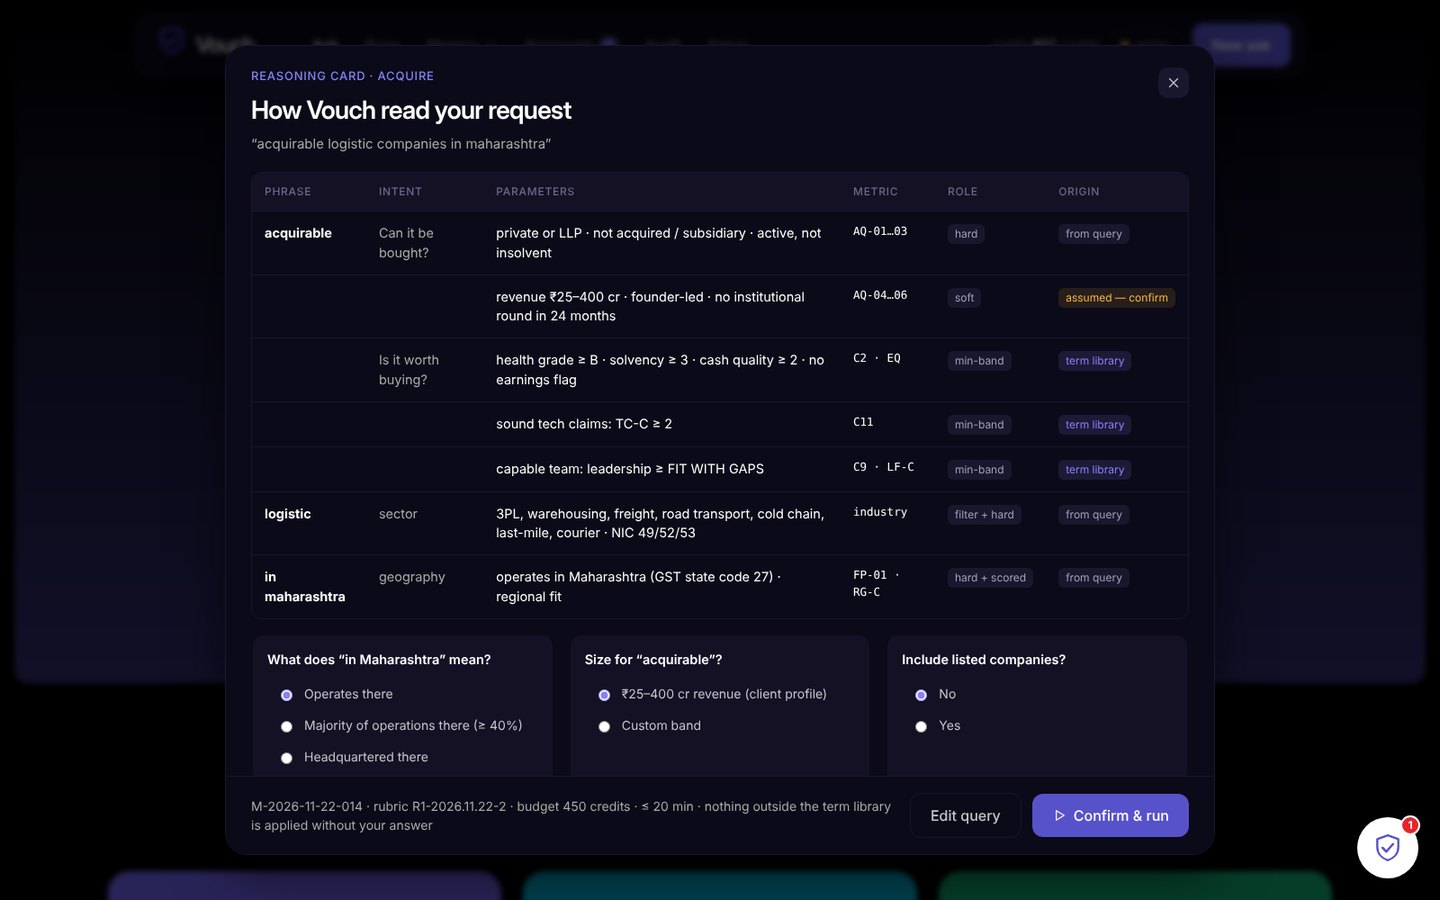 Vouch
REASONING CARD · ACQUIRE
How Vouch read your request
“acquirable logistic companies in maharashtra”
PHRASE INTENT PARAMETERS METRIC ROLE ORIGIN
acquirable Can it be bought? private or LLP · not acquired / subsidiary · active, not insolvent AQ-01…03 hard from query
revenue ₹25–400 cr · founder-led · no institutional round in 24 months AQ-04…06 soft assumed — confirm
Is it worth buying? health grade ≥ B · solvency ≥ 3 · cash quality ≥ 2 · no earnings flag C2 · EQ min-band term library
sound tech claims: TC-C ≥ 2 C11 min-band term library
capable team: leadership ≥ FIT WITH GAPS C9 · LF-C min-band term library
logistic sector 3PL, warehousing, freight, road transport, cold chain, last-mile, courier · NIC 49/52/53 industry filter + hard from query
in maharashtra geography operates in Maharashtra (GST state code 27) · regional fit FP-01 · RG-C hard + scored from query
What does “in Maharashtra” mean?
Operates there
Majority of operations there (≥ 40%)
Headquartered there
Size for “acquirable”?
₹25–400 cr revenue (client profile)
Custom band
Include listed companies?
No
Yes
M-2026-11-22-014 · rubric R1-2026.11.22-2 · budget 450 credits · ≤ 20 min · nothing outside the term library
is applied without your answer
Edit query
Confirm & run
1